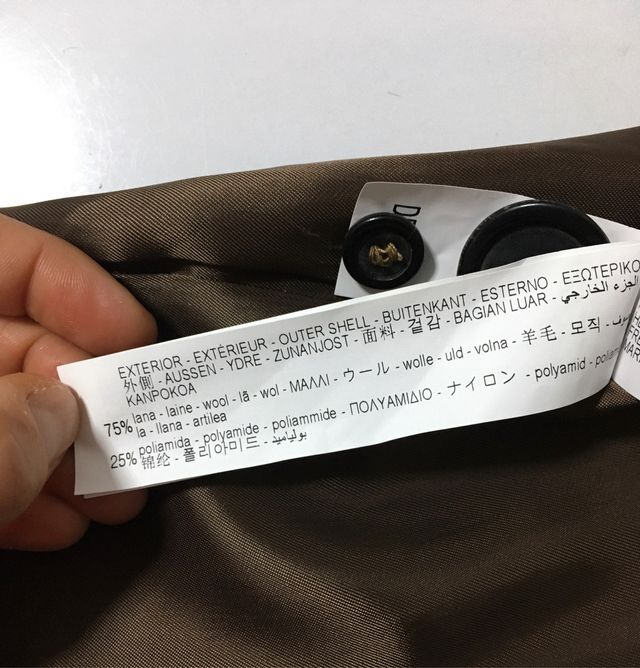 DE
EXTERIOR - EXTÉRIEUR - OUTER SHELL - BUITENKANT - ESTERNO - ΕΞΩΤΕΡΙΚΟ
外側 - AUSSEN - YDRE - ZUNANJOST - 面料 - 겉감 - BAGIAN LUAR - الجزء الخارجي
KANPOKOA
75% lana - laine - wool - lã - wol - ΜΑΛΛΙ - ウール - wolle - uld - volna - 羊毛 - 모직
la - llana - artilea
25% poliamida - polyamide - poliammide - ΠΟΛΥΑΜΙΔΙΟ - ナイロン - polyamid
锦纶 - 폴리아미드 - بوليأميد